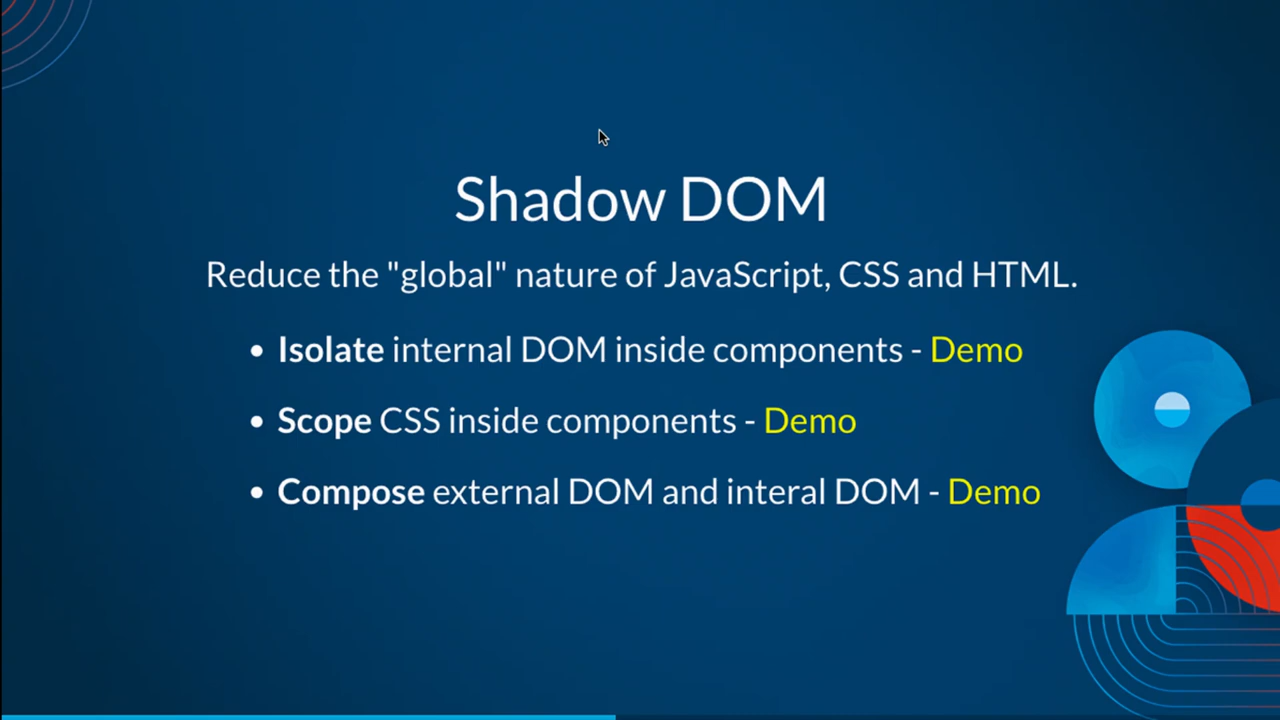 Shadow DOM
Reduce the "global" nature of JavaScript, CSS and HTML.
• Isolate internal DOM inside components - Demo
• Scope CSS inside components - Demo
• Compose external DOM and interal DOM - Demo